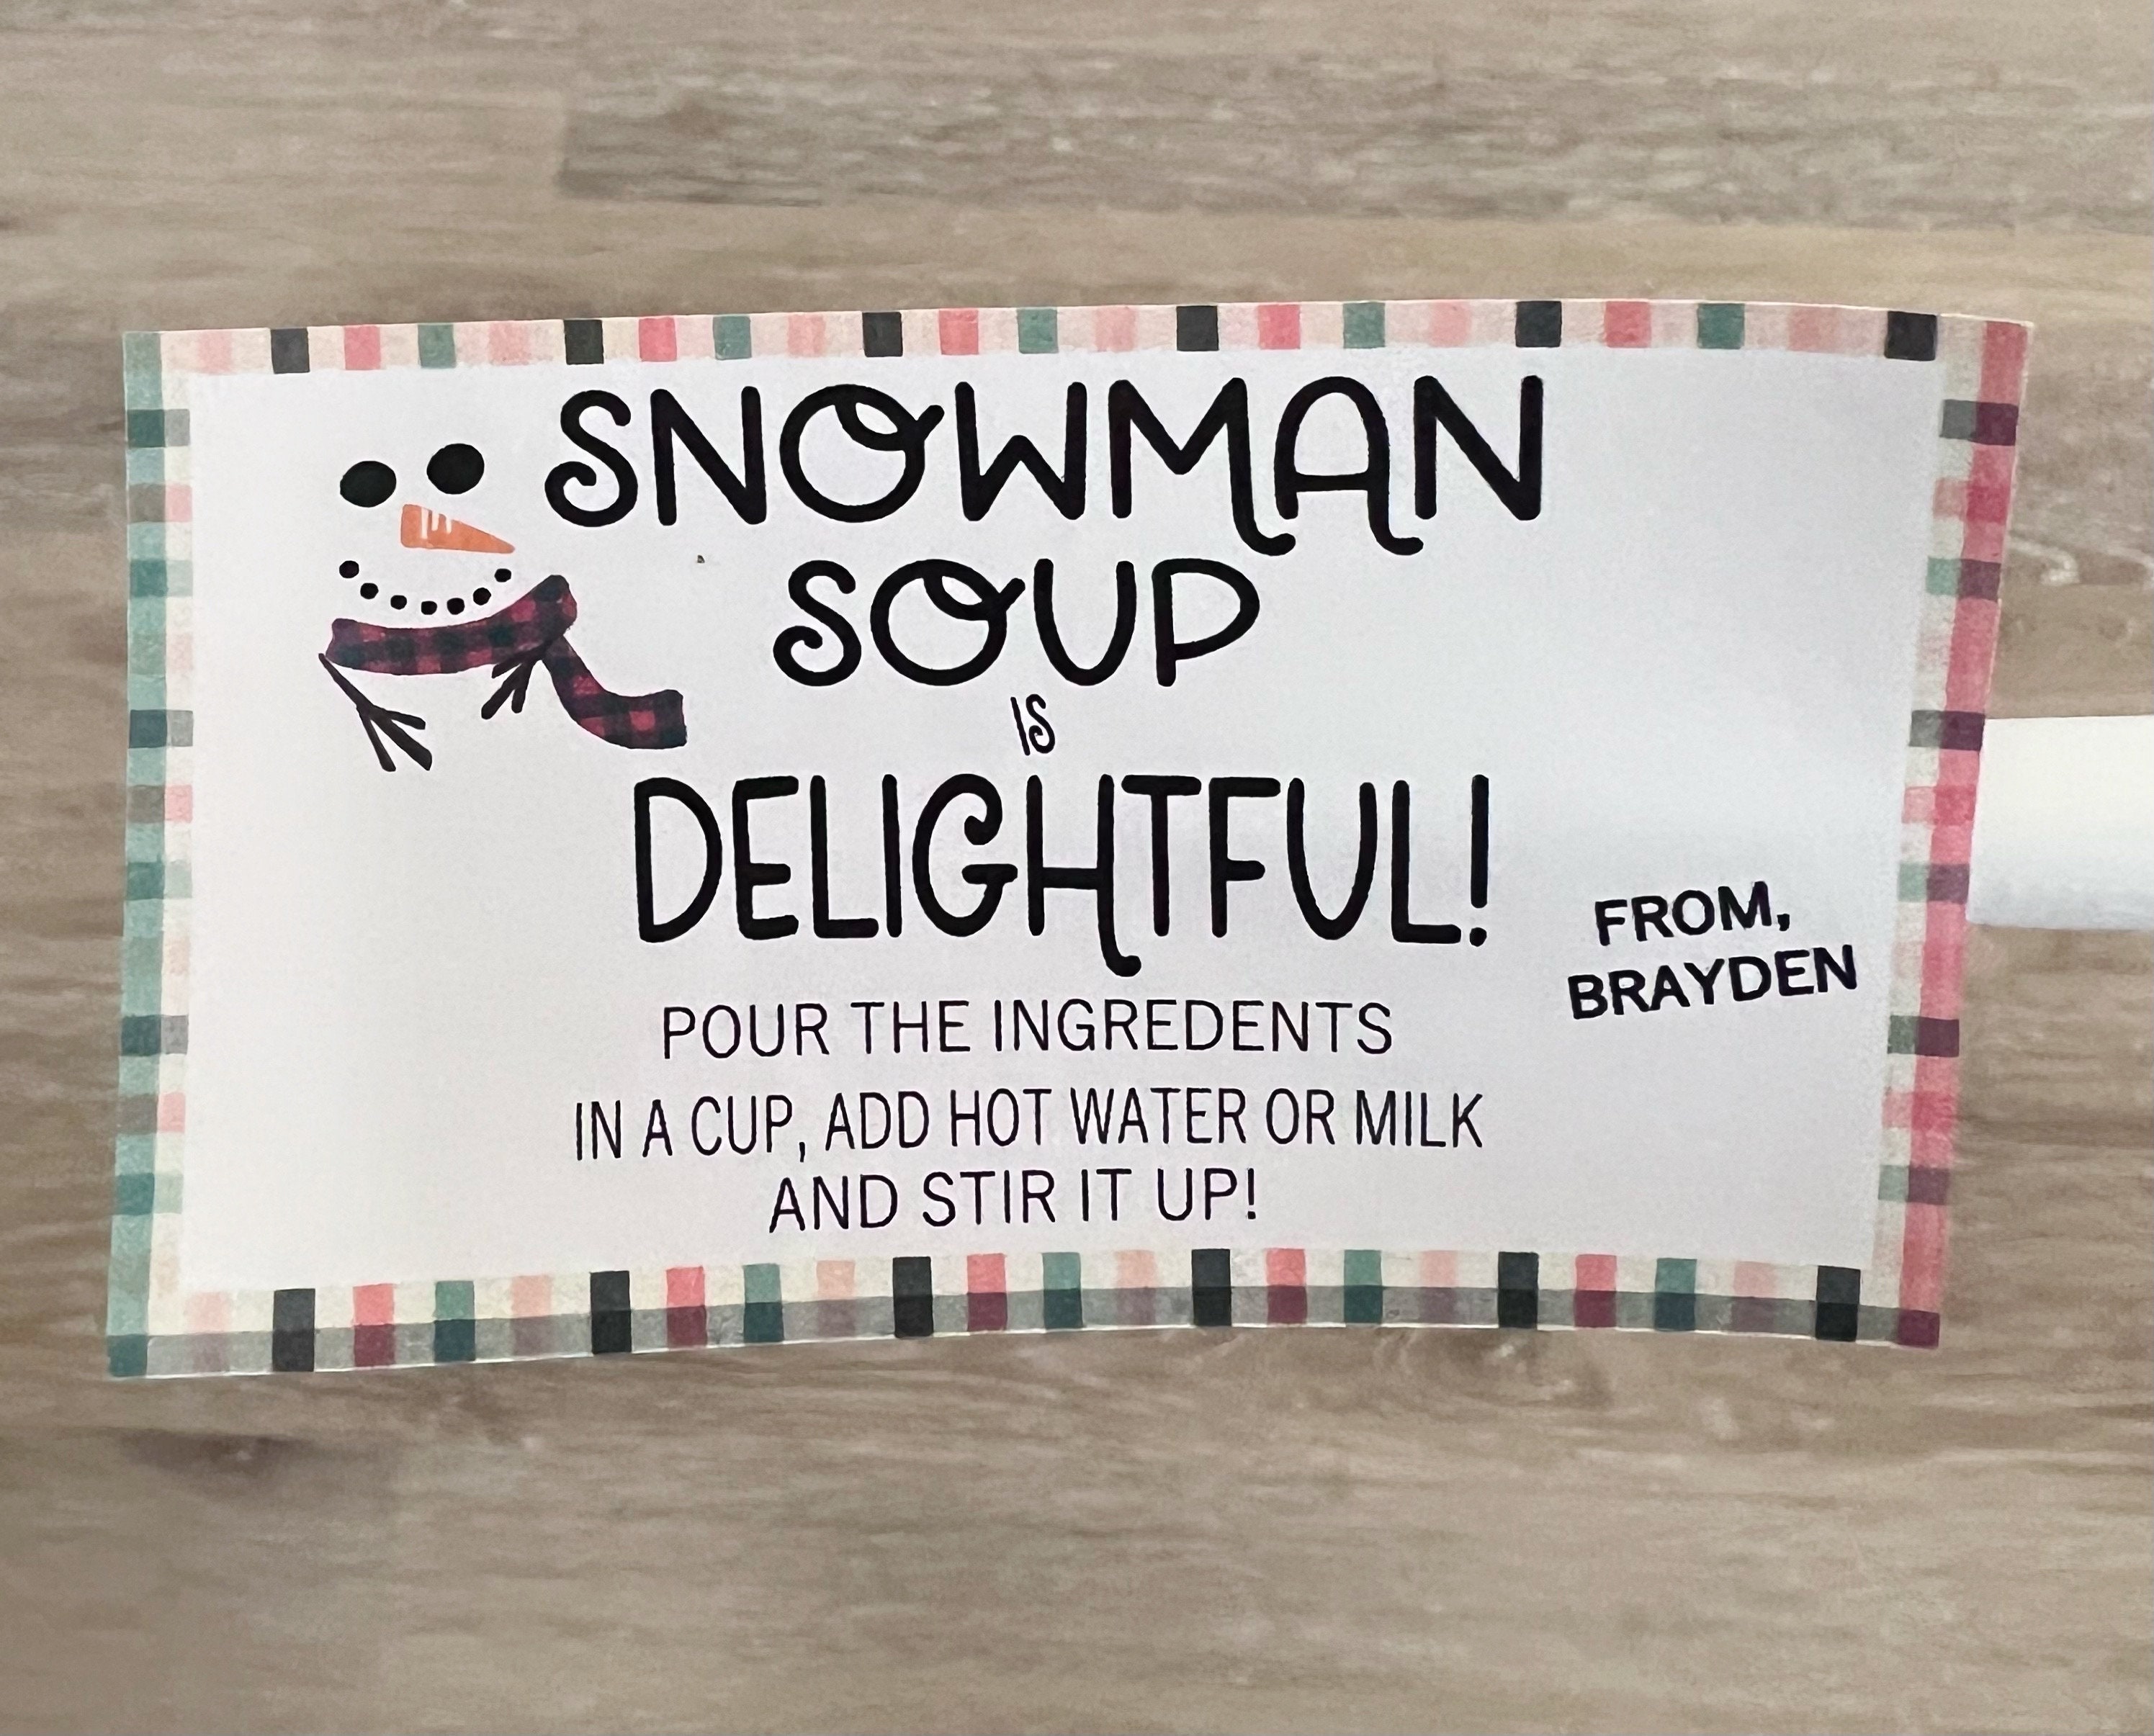 SNOWMAN
SOUP
IS
DELIGHTFUL!
FROM,
BRAYDEN
POUR THE INGREDENTS
IN A CUP, ADD HOT WATER OR MILK
AND STIR IT UP!